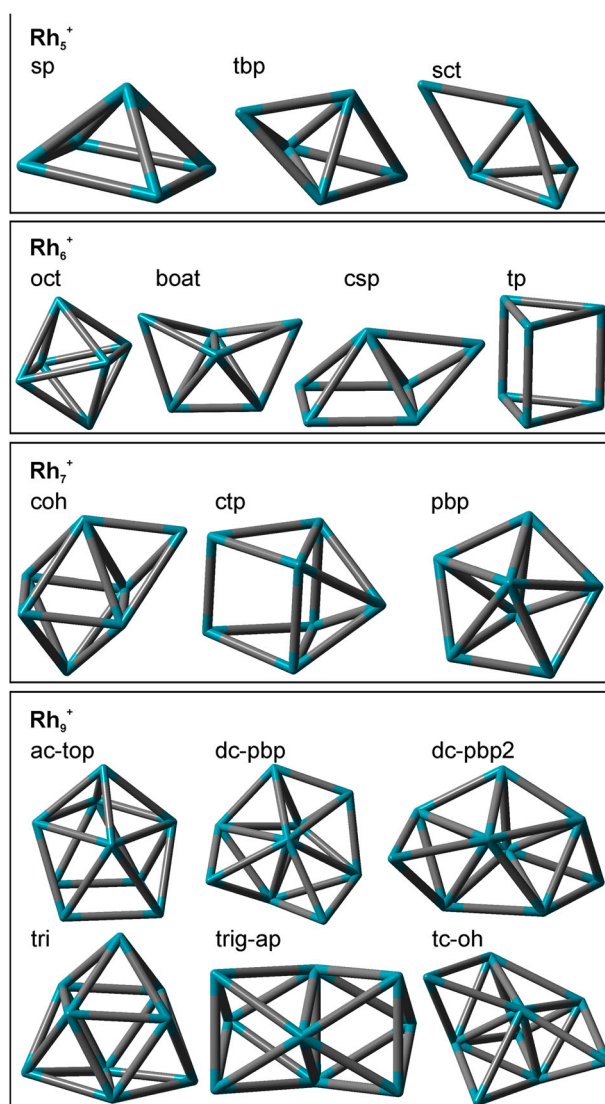 Rh₅⁺
sp tbp sct
Rh₆⁺
oct boat csp tp
Rh₇⁺
coh ctp pbp
Rh₉⁺
ac-top dc-pbp dc-pbp2
tri trig-ap tc-oh